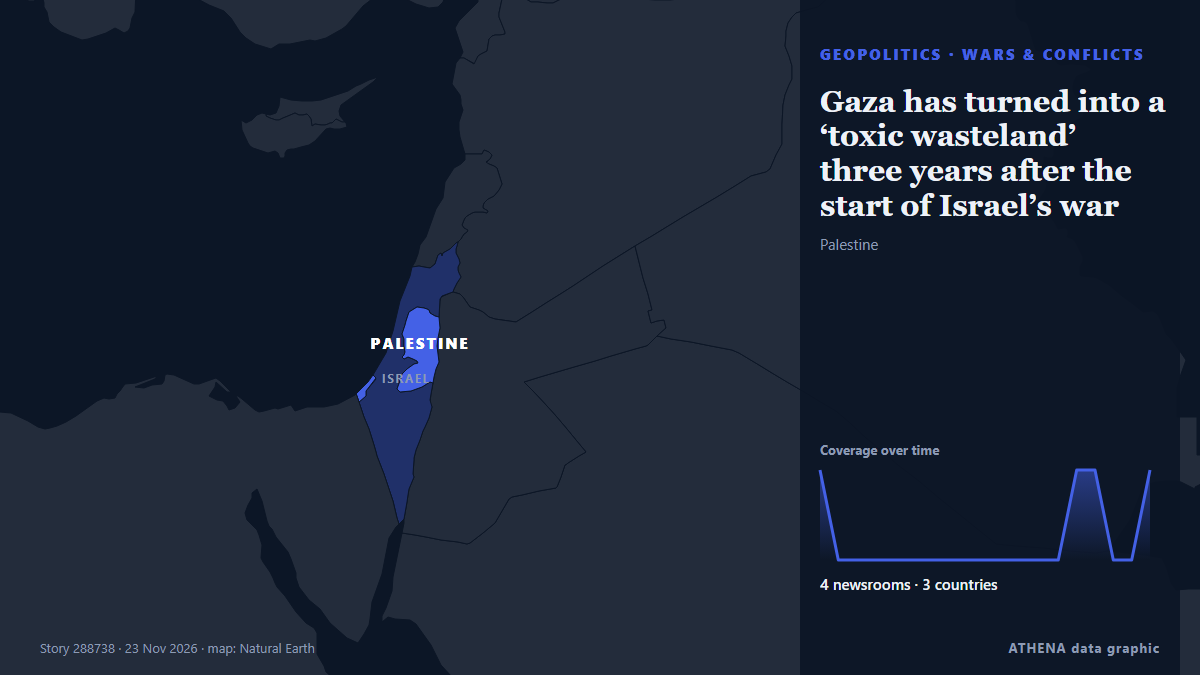 GEOPOLITICS · WARS & CONFLICTS
Gaza has turned into a
‘toxic wasteland’
three years after the
start of Israel’s war
Palestine
PALESTINE
ISRAEL
Coverage over time
4 newsrooms · 3 countries
Story 288738 · 23 Nov 2026 · map: Natural Earth
ATHENA data graphic